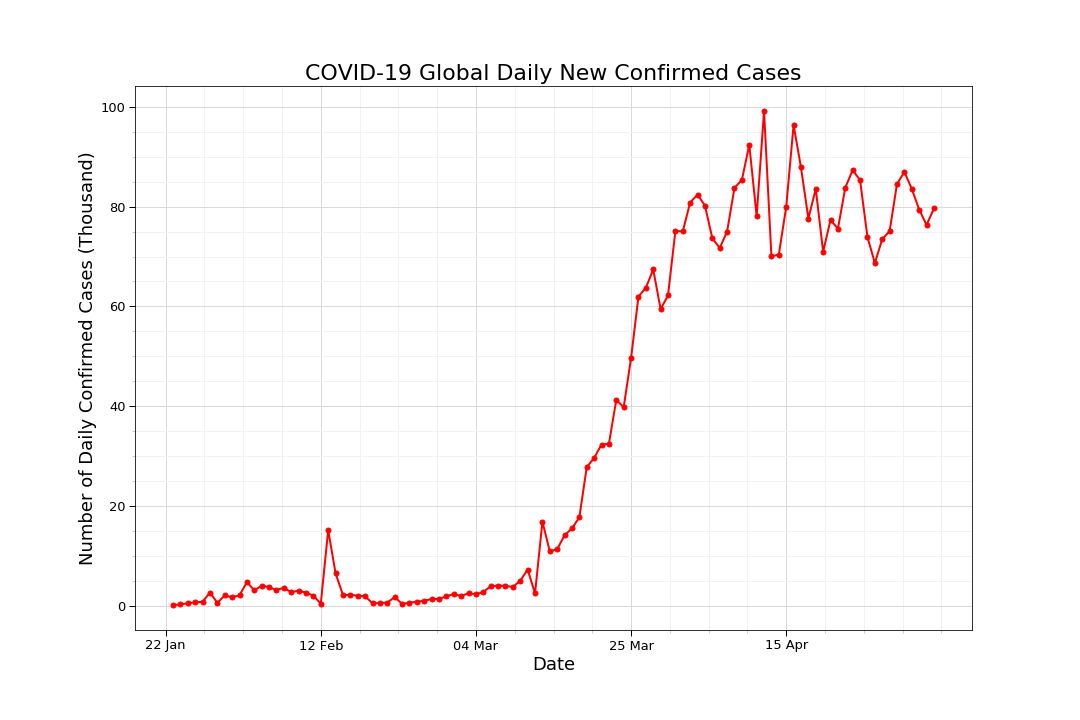 COVID-19 Global Daily New Confirmed Cases
Number of Daily Confirmed Cases (Thousand)
100
80
60
40
20
0
22 Jan 12 Feb 04 Mar 25 Mar 15 Apr
Date